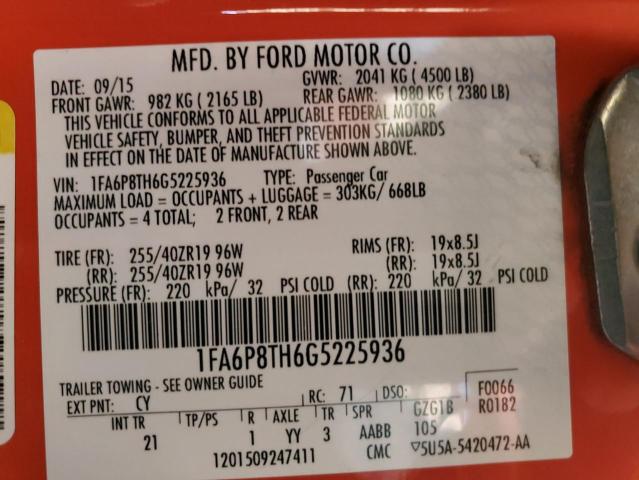 MFD. BY FORD MOTOR CO.
DATE: 09/15 GVWR: 2041 KG ( 4500 LB)
FRONT GAWR: 982 KG ( 2165 LB) REAR GAWR: 1080 KG ( 2380 LB)
THIS VEHICLE CONFORMS TO ALL APPLICABLE FEDERAL MOTOR
VEHICLE SAFETY, BUMPER, AND THEFT PREVENTION STANDARDS
IN EFFECT ON THE DATE OF MANUFACTURE SHOWN ABOVE.
VIN: 1FA6P8TH6G5225936 TYPE: Passenger Car
MAXIMUM LOAD = OCCUPANTS + LUGGAGE = 303KG/ 668LB
OCCUPANTS = 4 TOTAL; 2 FRONT, 2 REAR
TIRE (FR): 255/40ZR19 96W RIMS (FR): 19x8.5J
(RR): 255/40ZR19 96W (RR): 19x8.5J
PRESSURE (FR): 220 kPa/ 32 PSI COLD (RR): 220 kPa/ 32 PSI COLD
1FA6P8TH6G5225936
TRAILER TOWING - SEE OWNER GUIDE
EXT PNT: CY RC: 71 DSO: F0066
R0182
INT TR TP/PS R AXLE TR SPR GZG1B
21 1 YY 3 AABB 105
1201509247411 CMC ▽5U5A-5420472-AA